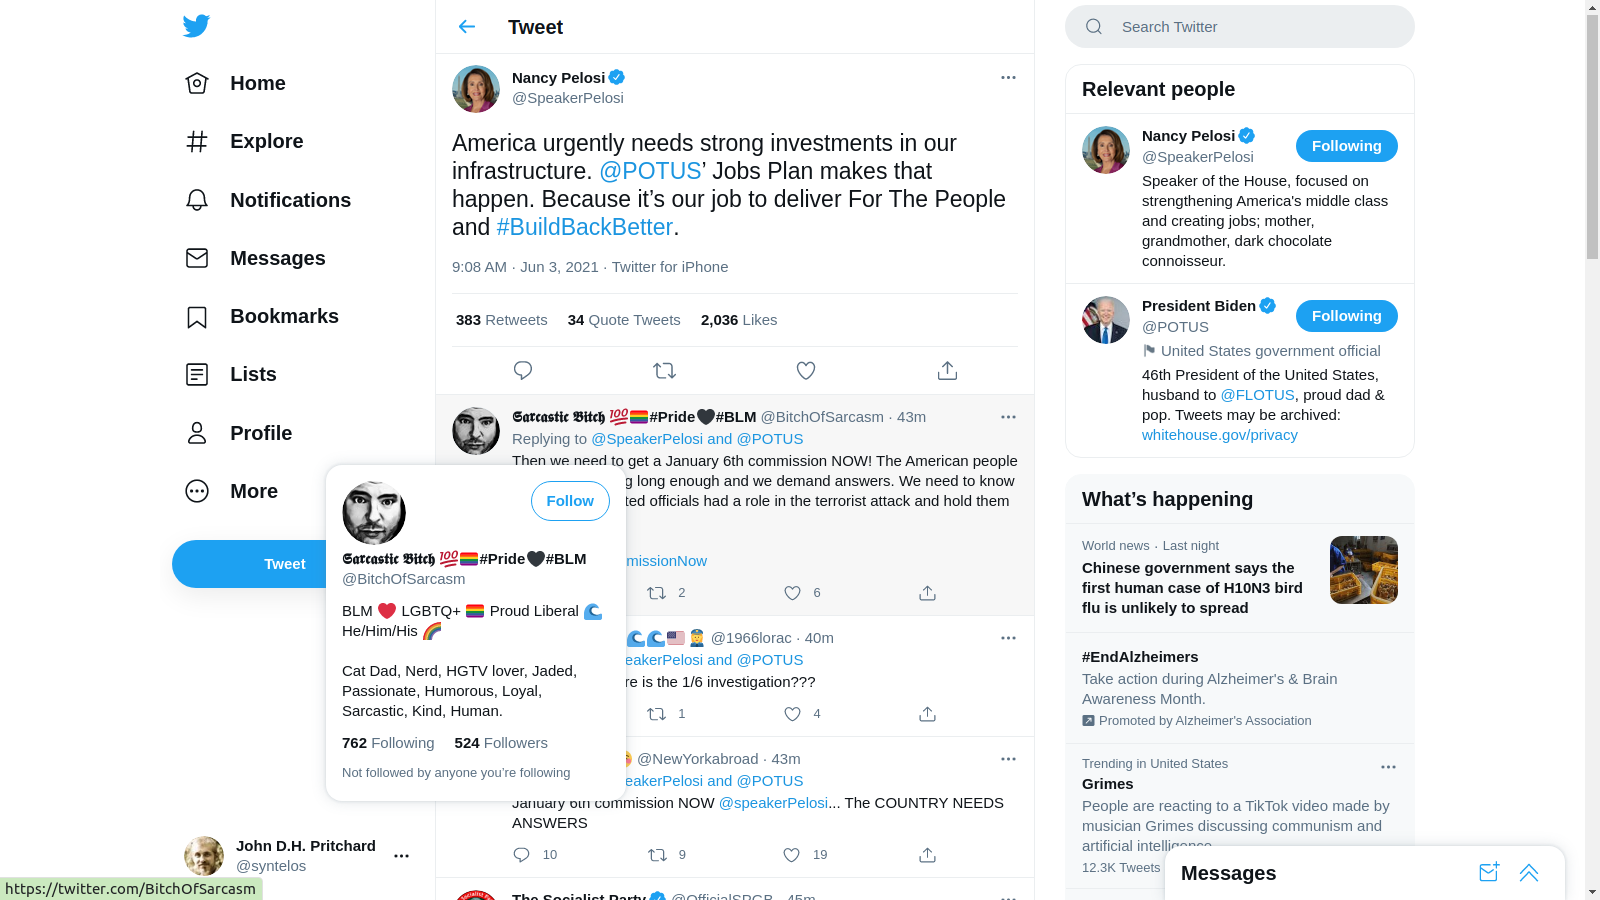 Home
Explore
Notifications
Messages
Bookmarks
Lists
Profile
More
Tweet
John D.H. Pritchard
@syntelos
https://twitter.com/BitchOfSarcasm
Tweet
Nancy Pelosi
@SpeakerPelosi
America urgently needs strong investments in our
infrastructure. @POTUS’ Jobs Plan makes that
happen. Because it’s our job to deliver For The People
and #BuildBackBetter.
9:08 AM · Jun 3, 2021 · Twitter for iPhone
383 Retweets 34 Quote Tweets 2,036 Likes
𝕾𝖆𝖗𝖈𝖆𝖘𝖙𝖎𝖈 𝕭𝖎𝖙𝖈𝖍 💯🏳️‍🌈#Pride🖤#BLM @BitchOfSarcasm · 43m
Replying to @SpeakerPelosi and @POTUS
Then we need to get a January 6th commission NOW! The American people
g long enough and we demand answers. We need to know
ted officials had a role in the terrorist attack and hold them
missionNow
2 6
🌊🌊🇺🇸👮 @1966lorac · 40m
eakerPelosi and @POTUS
re is the 1/6 investigation???
1 4
@NewYorkabroad · 43m
eakerPelosi and @POTUS
January 6th commission NOW @speakerPelosi... The COUNTRY NEEDS
ANSWERS
10 9 19
The Socialist Party @OfficialSPGB · 45m
Follow
𝕾𝖆𝖗𝖈𝖆𝖘𝖙𝖎𝖈 𝕭𝖎𝖙𝖈𝖍 💯🏳️‍🌈#Pride🖤#BLM
@BitchOfSarcasm
BLM ❤️ LGBTQ+ 🏳️‍🌈 Proud Liberal 🌊
He/Him/His 🌈
Cat Dad, Nerd, HGTV lover, Jaded,
Passionate, Humorous, Loyal,
Sarcastic, Kind, Human.
762 Following 524 Followers
Not followed by anyone you’re following
Search Twitter
Relevant people
Nancy Pelosi
@SpeakerPelosi
Following
Speaker of the House, focused on
strengthening America's middle class
and creating jobs; mother,
grandmother, dark chocolate
connoisseur.
President Biden
@POTUS
Following
United States government official
46th President of the United States,
husband to @FLOTUS, proud dad &
pop. Tweets may be archived:
whitehouse.gov/privacy
What’s happening
World news · Last night
Chinese government says the
first human case of H10N3 bird
flu is unlikely to spread
#EndAlzheimers
Take action during Alzheimer's & Brain
Awareness Month.
Promoted by Alzheimer's Association
Trending in United States
Grimes
People are reacting to a TikTok video made by
musician Grimes discussing communism and
artificial intelligence
12.3K Tweets
Messages